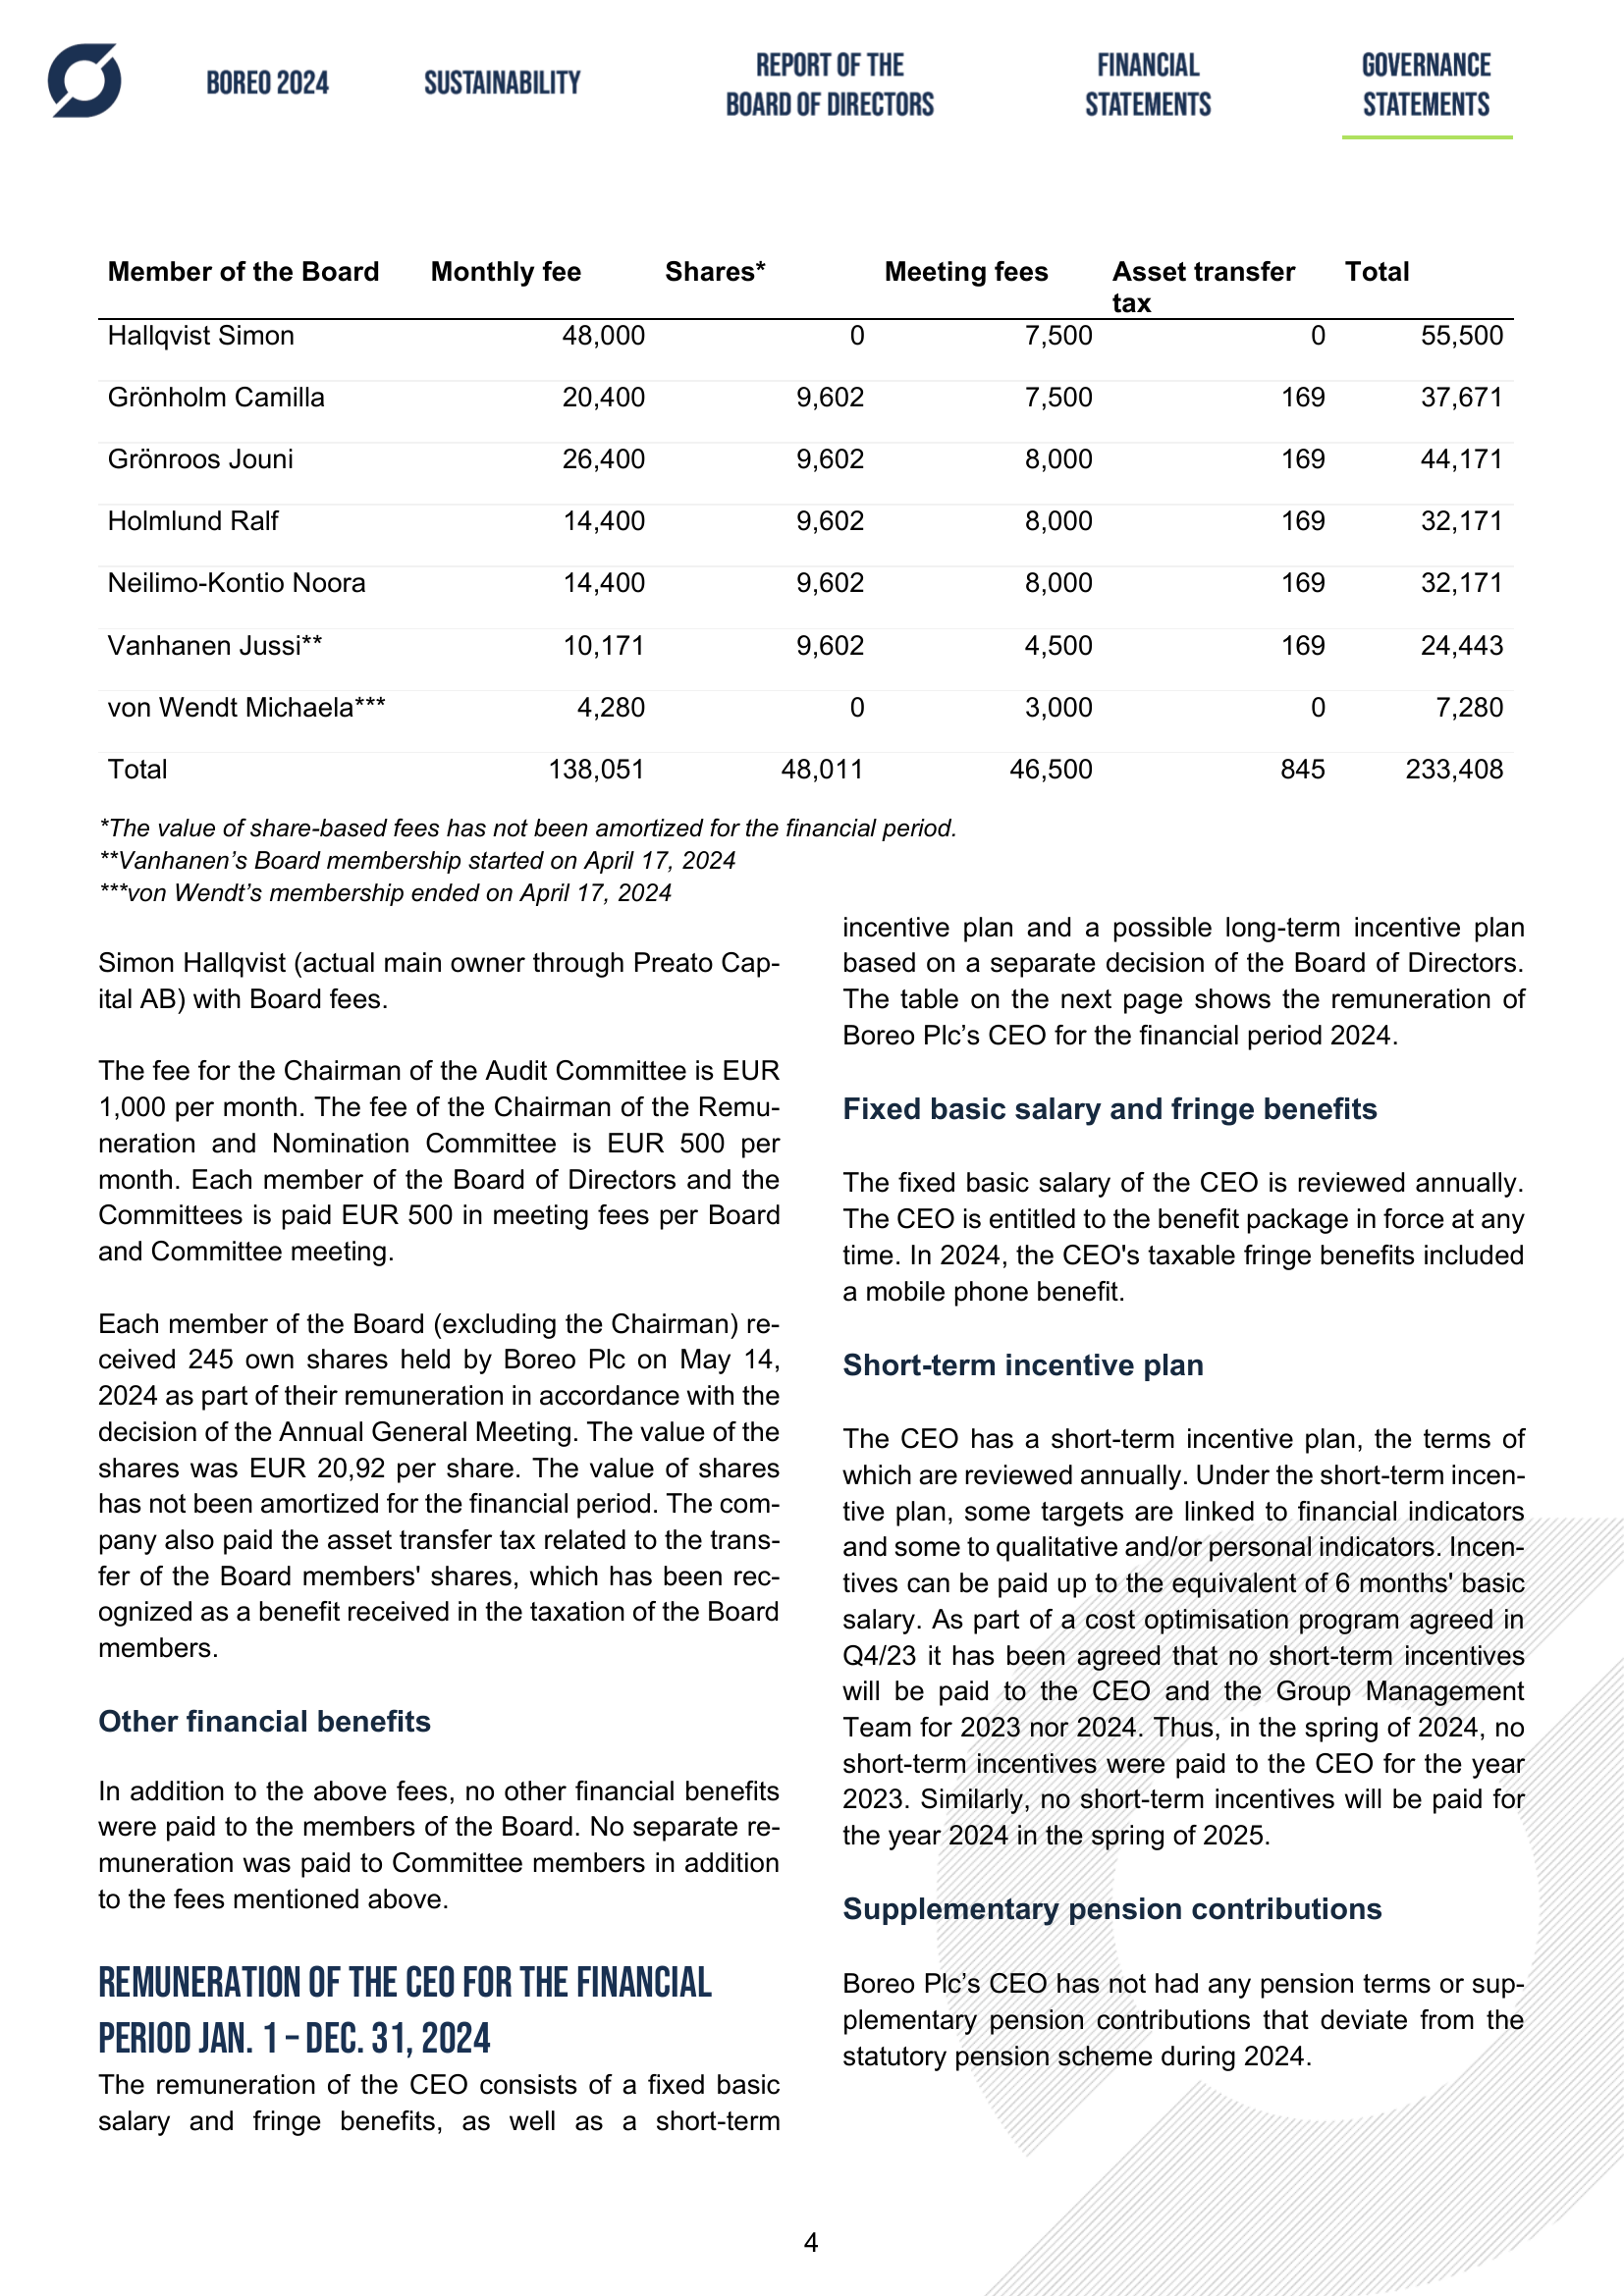 BOREO 2024
SUSTAINABILITY
REPORT OF THE
BOARD OF DIRECTORS
FINANCIAL
STATEMENTS
GOVERNANCE
STATEMENTS
Member of the Board Monthly fee Shares* Meeting fees Asset transfer tax Total
Hallqvist Simon 48,000 0 7,500 0 55,500
Grönholm Camilla 20,400 9,602 7,500 169 37,671
Grönroos Jouni 26,400 9,602 8,000 169 44,171
Holmlund Ralf 14,400 9,602 8,000 169 32,171
Neilimo-Kontio Noora 14,400 9,602 8,000 169 32,171
Vanhanen Jussi** 10,171 9,602 4,500 169 24,443
von Wendt Michaela*** 4,280 0 3,000 0 7,280
Total 138,051 48,011 46,500 845 233,408
*The value of share-based fees has not been amortized for the financial period.
**Vanhanen’s Board membership started on April 17, 2024
***von Wendt’s membership ended on April 17, 2024
Simon Hallqvist (actual main owner through Preato Cap-
ital AB) with Board fees.
The fee for the Chairman of the Audit Committee is EUR
1,000 per month. The fee of the Chairman of the Remu-
neration and Nomination Committee is EUR 500 per
month. Each member of the Board of Directors and the
Committees is paid EUR 500 in meeting fees per Board
and Committee meeting.
Each member of the Board (excluding the Chairman) re-
ceived 245 own shares held by Boreo Plc on May 14,
2024 as part of their remuneration in accordance with the
decision of the Annual General Meeting. The value of the
shares was EUR 20,92 per share. The value of shares
has not been amortized for the financial period. The com-
pany also paid the asset transfer tax related to the trans-
fer of the Board members' shares, which has been rec-
ognized as a benefit received in the taxation of the Board
members.
Other financial benefits
In addition to the above fees, no other financial benefits
were paid to the members of the Board. No separate re-
muneration was paid to Committee members in addition
to the fees mentioned above.
REMUNERATION OF THE CEO FOR THE FINANCIAL
PERIOD JAN. 1 – DEC. 31, 2024
The remuneration of the CEO consists of a fixed basic
salary and fringe benefits, as well as a short-term
incentive plan and a possible long-term incentive plan
based on a separate decision of the Board of Directors.
The table on the next page shows the remuneration of
Boreo Plc’s CEO for the financial period 2024.
Fixed basic salary and fringe benefits
The fixed basic salary of the CEO is reviewed annually.
The CEO is entitled to the benefit package in force at any
time. In 2024, the CEO's taxable fringe benefits included
a mobile phone benefit.
Short-term incentive plan
The CEO has a short-term incentive plan, the terms of
which are reviewed annually. Under the short-term incen-
tive plan, some targets are linked to financial indicators
and some to qualitative and/or personal indicators. Incen-
tives can be paid up to the equivalent of 6 months' basic
salary. As part of a cost optimisation program agreed in
Q4/23 it has been agreed that no short-term incentives
will be paid to the CEO and the Group Management
Team for 2023 nor 2024. Thus, in the spring of 2024, no
short-term incentives were paid to the CEO for the year
2023. Similarly, no short-term incentives will be paid for
the year 2024 in the spring of 2025.
Supplementary pension contributions
Boreo Plc’s CEO has not had any pension terms or sup-
plementary pension contributions that deviate from the
statutory pension scheme during 2024.
4